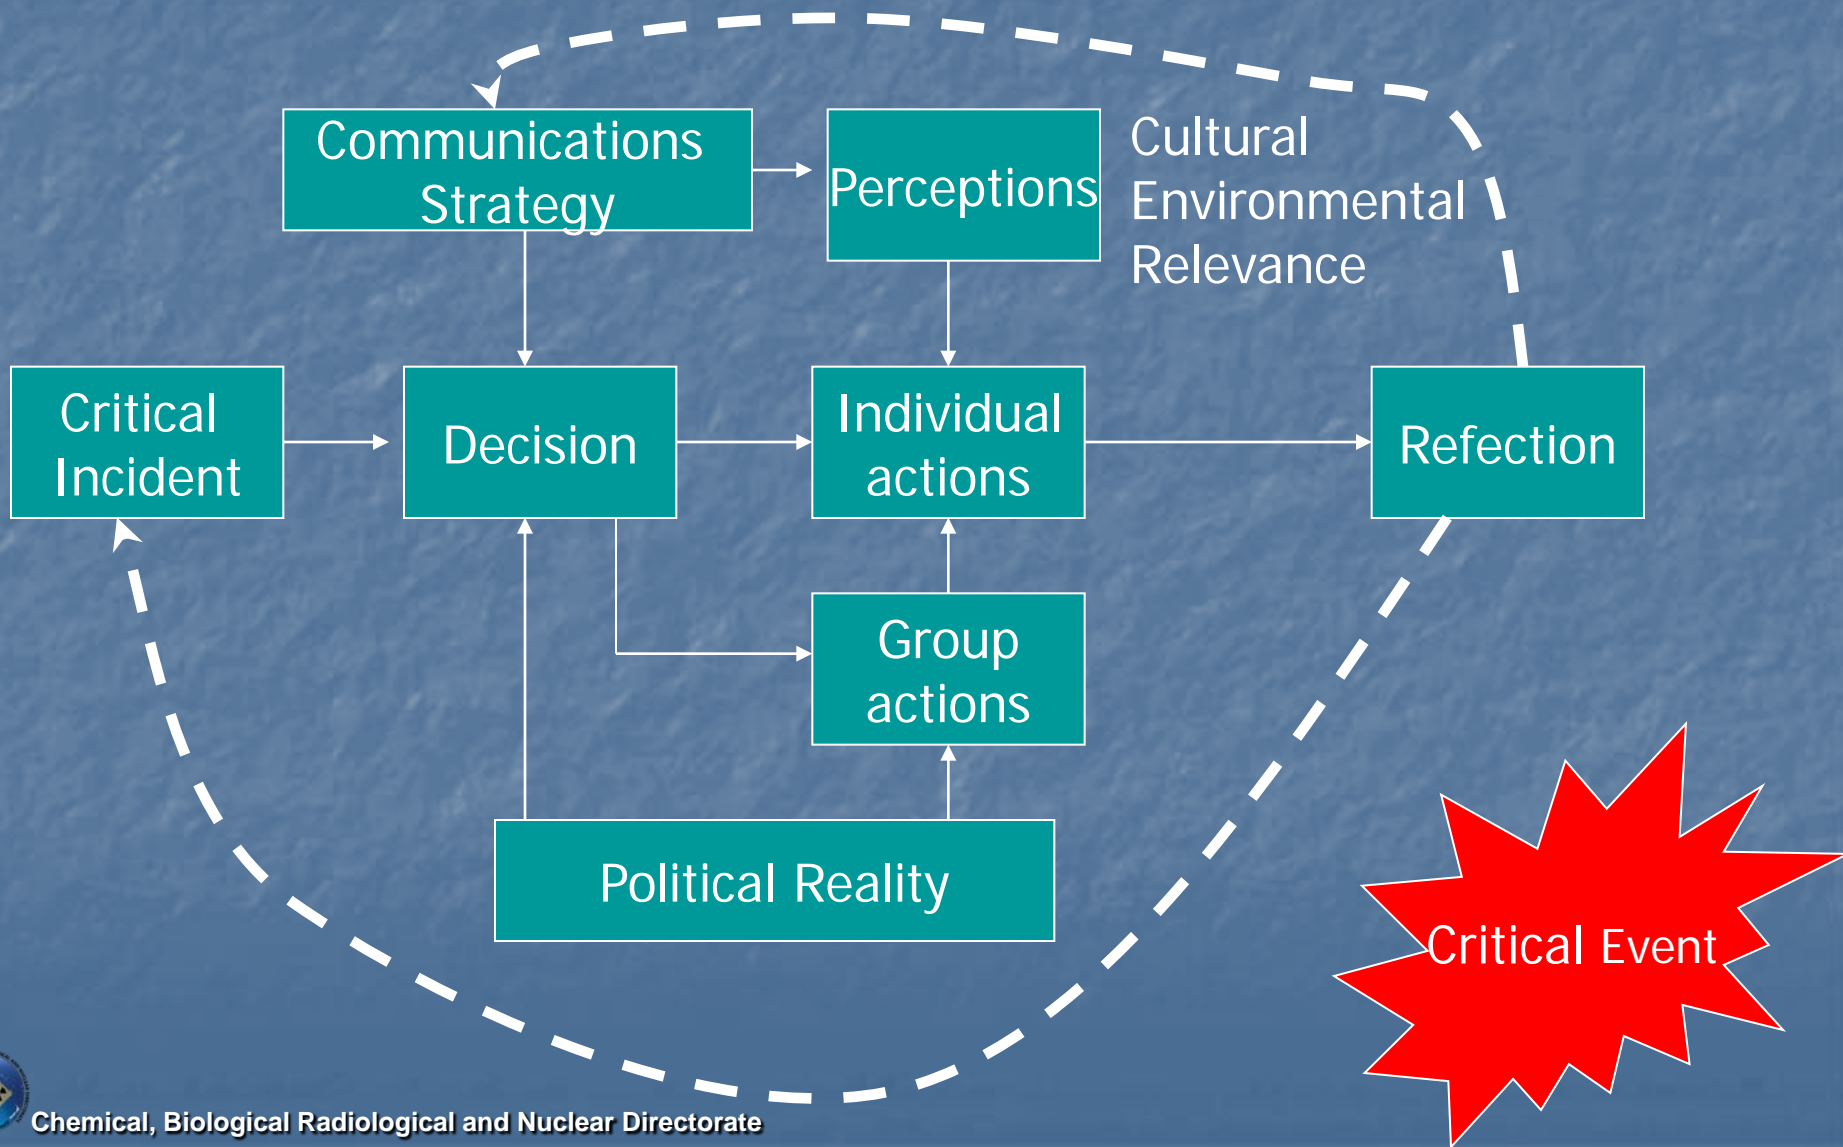 Communications
Strategy
Perceptions
Cultural
Environmental
Relevance
Critical
Incident
Decision
Individual
actions
Refection
Group
actions
Political Reality
Critical Event
Chemical, Biological Radiological and Nuclear Directorate